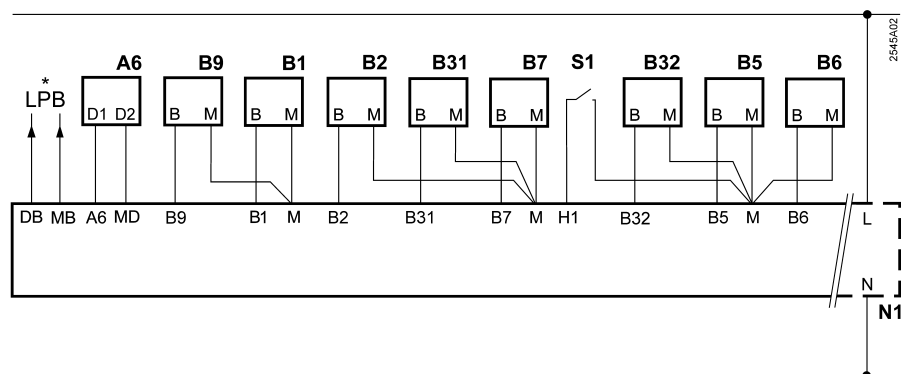 2545A02
A6 B9 B1 B2 B31 B7 S1 B32 B5 B6
*
LPB
D1 D2 B M B M B M B M B M B M B M B M
DB MB A6 MD B9 B1 M B2 B31 B7 M H1 B32 B5 M B6 L
N
N1